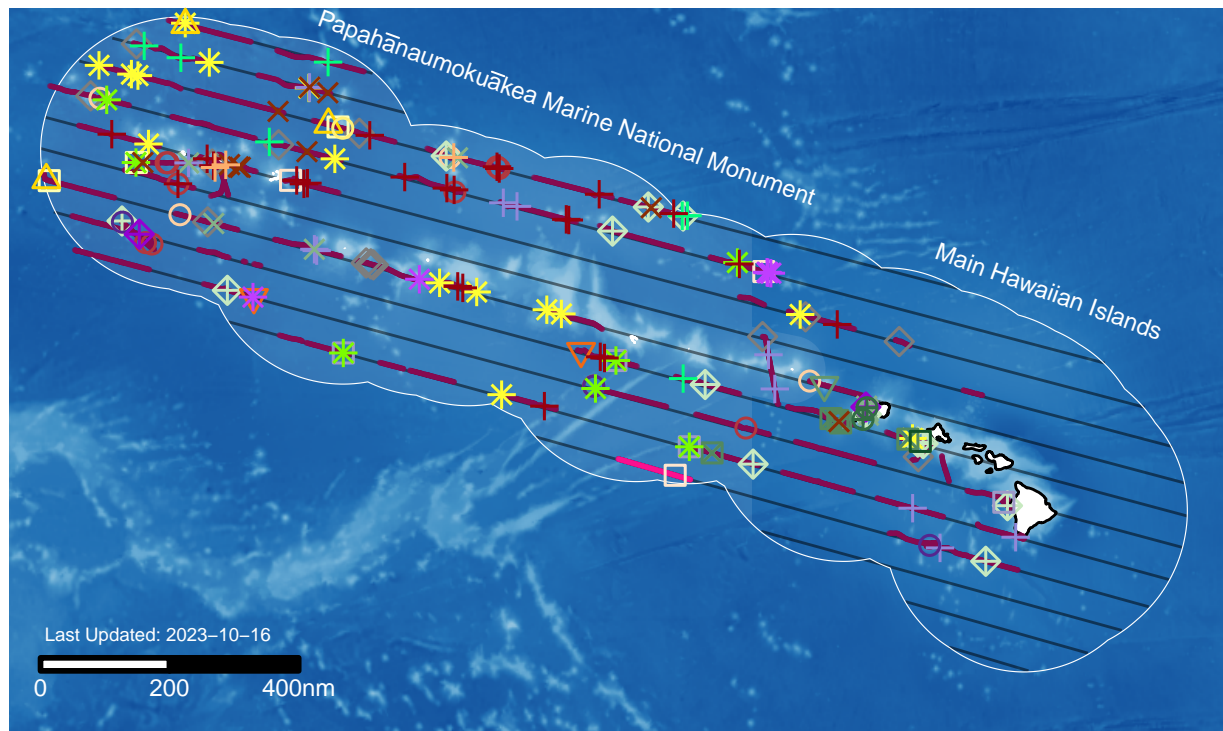 Papahānaumokuākea Marine National Monument
Main Hawaiian Islands
Last Updated: 2023−10−16
0 200 400nm